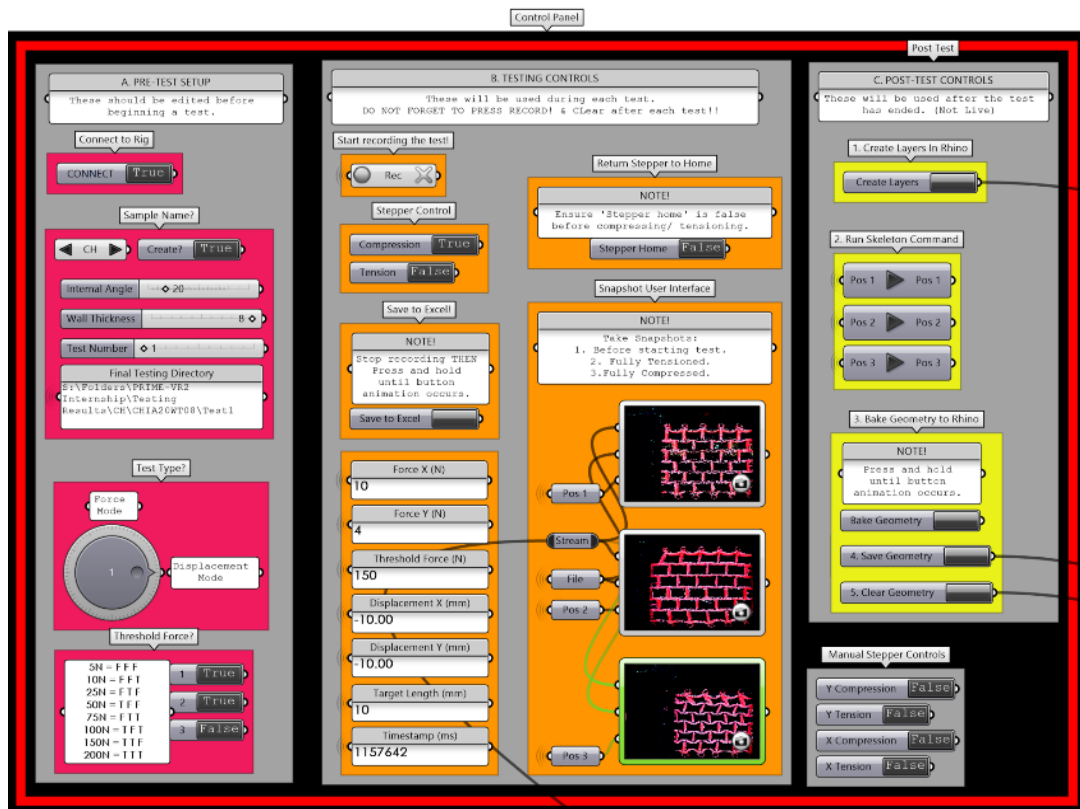 Control Panel
Post Test
A. PRE-TEST SETUP
These should be edited before
beginning a test.
Connect to Rig
CONNECT True
Sample Name?
CH Create? True
Internal Angle 20
Wall Thickness 8
Test Number 1
Final Testing Directory
S:\Folders\PRIME-VR2
Internship\Testing
Results\CH\CHIA20WT08\Test1
Test Type?
Force
Mode
1
Displacement
Mode
Threshold Force?
5N = F F F
10N = F F T
25N = F T F
50N = T F F
75N = F T T
100N = T F T
150N = T T F
200N = T T T
1 True
2 True
3 False
B. TESTING CONTROLS
These will be used during each test.
DO NOT FORGET TO PRESS RECORD! & CLear after each test!!
Start recording the test!
Rec
Stepper Control
Compression True
Tension False
Save to Excel!
NOTE!
Stop recording THEN
Press and hold
until button
animation occurs.
Save to Excel
Force X (N)
10
Force Y (N)
4
Threshold Force (N)
150
Displacement X (mm)
-10.00
Displacement Y (mm)
-10.00
Target Length (mm)
10
Timestamp (ms)
1157642
Return Stepper to Home
NOTE!
Ensure 'Stepper home' is false
before compressing/ tensioning.
Stepper Home False
Snapshot User Interface
NOTE!
Take Snapshots:
1. Before starting test.
2. Fully Tensioned.
3.Fully Compressed.
Pos 1
Stream
File
Pos 2
Pos 3
C. POST-TEST CONTROLS
These will be used after the test
has ended. (Not Live)
1. Create Layers In Rhino
Create Layers
2. Run Skeleton Command
Pos 1 Pos 1
Pos 2 Pos 2
Pos 3 Pos 3
3. Bake Geometry to Rhino
NOTE!
Press and hold
until button
animation occurs.
Bake Geometry
4. Save Geometry
5. Clear Geometry
Manual Stepper Controls
Y Compression False
Y Tension False
X Compression False
X Tension False